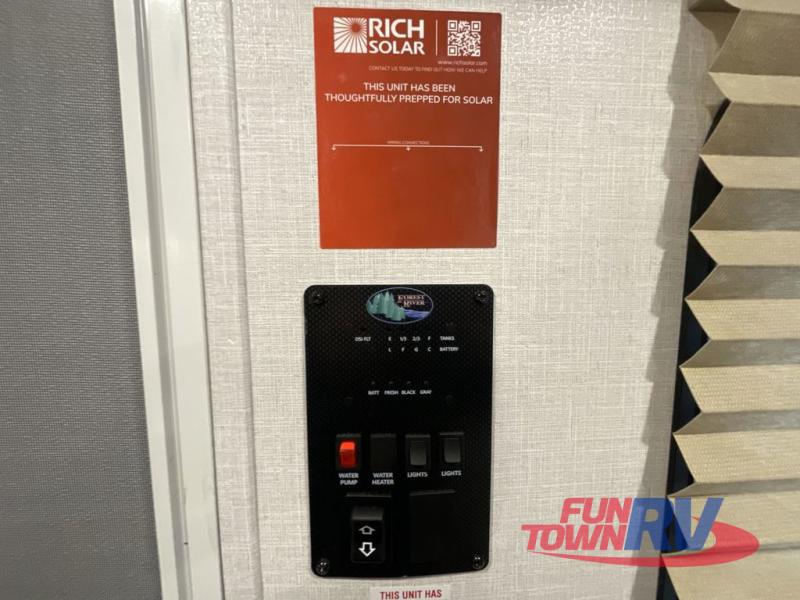 RICH
SOLAR
www.richsolar.com
CONTACT US TODAY TO FIND OUT HOW WE CAN HELP
THIS UNIT HAS BEEN
THOUGHTFULLY PREPPED FOR SOLAR
WIRING CONNECTIONS
FOREST
RIVER
DSI FLT E 1/3 2/3 F TANKS
L F G C BATTERY
BATT FRESH BLACK GRAY
WATER PUMP
WATER HEATER
LIGHTS
LIGHTS
FUN
TOWN RV
THIS UNIT HAS